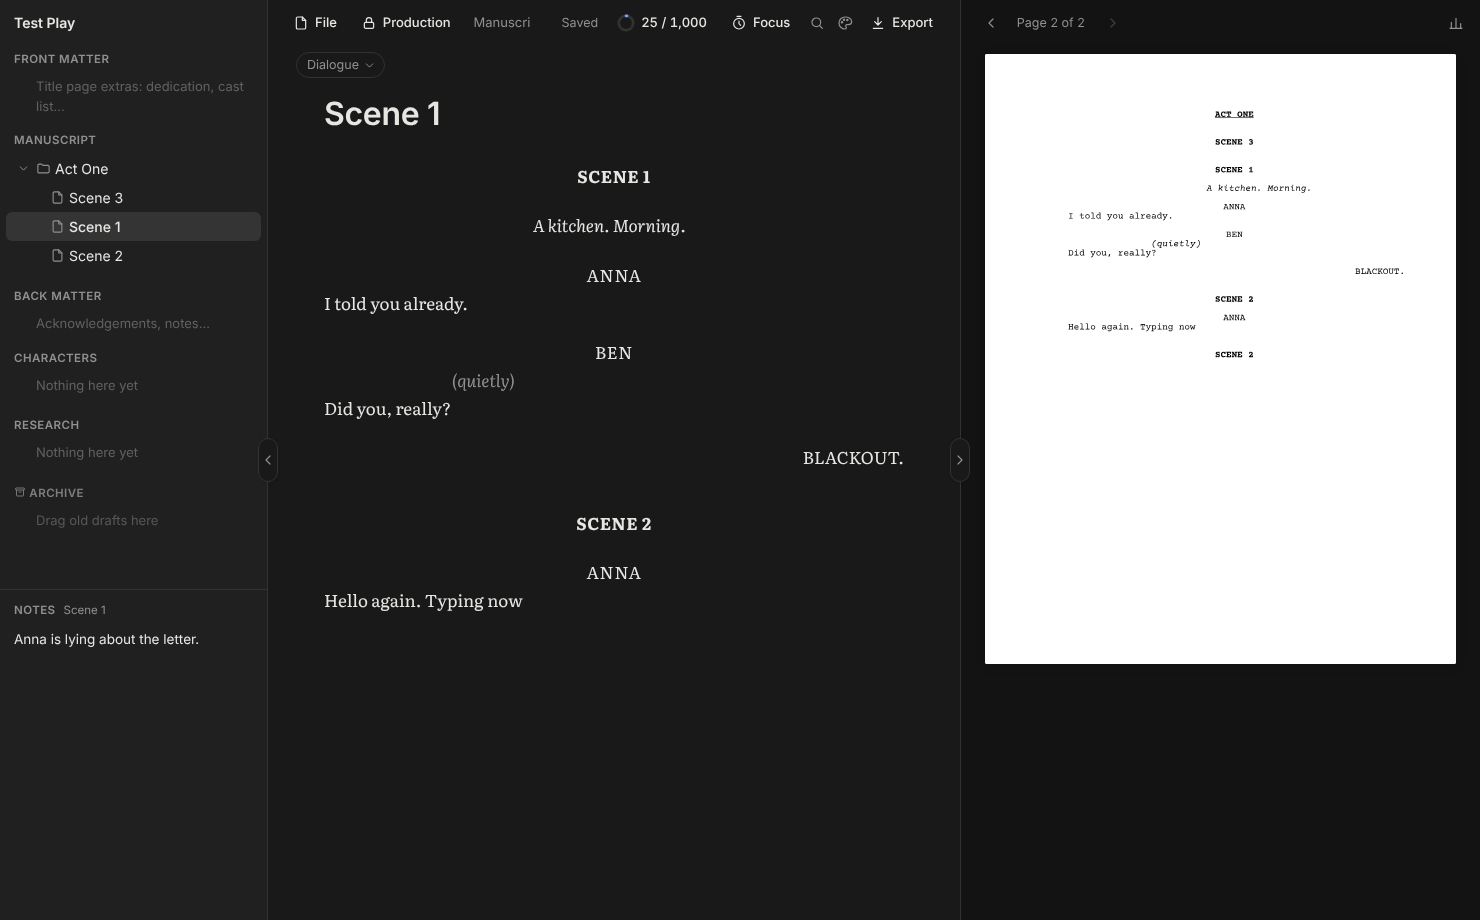 Test Play
FRONT MATTER
Title page extras: dedication, cast
list...
MANUSCRIPT
Act One
Scene 3
Scene 1
Scene 2
BACK MATTER
Acknowledgements, notes...
CHARACTERS
Nothing here yet
RESEARCH
Nothing here yet
ARCHIVE
Drag old drafts here
NOTES Scene 1
Anna is lying about the letter.
File Production Manuscri Saved 25 / 1,000 Focus Export
Dialogue
Scene 1
SCENE 1
A kitchen. Morning.
ANNA
I told you already.
BEN
(quietly)
Did you, really?
BLACKOUT.
SCENE 2
ANNA
Hello again. Typing now
Page 2 of 2
ACT ONE
SCENE 3
SCENE 1
A kitchen. Morning.
ANNA
I told you already.
BEN
(quietly)
Did you, really?
BLACKOUT.
SCENE 2
ANNA
Hello again. Typing now
SCENE 2